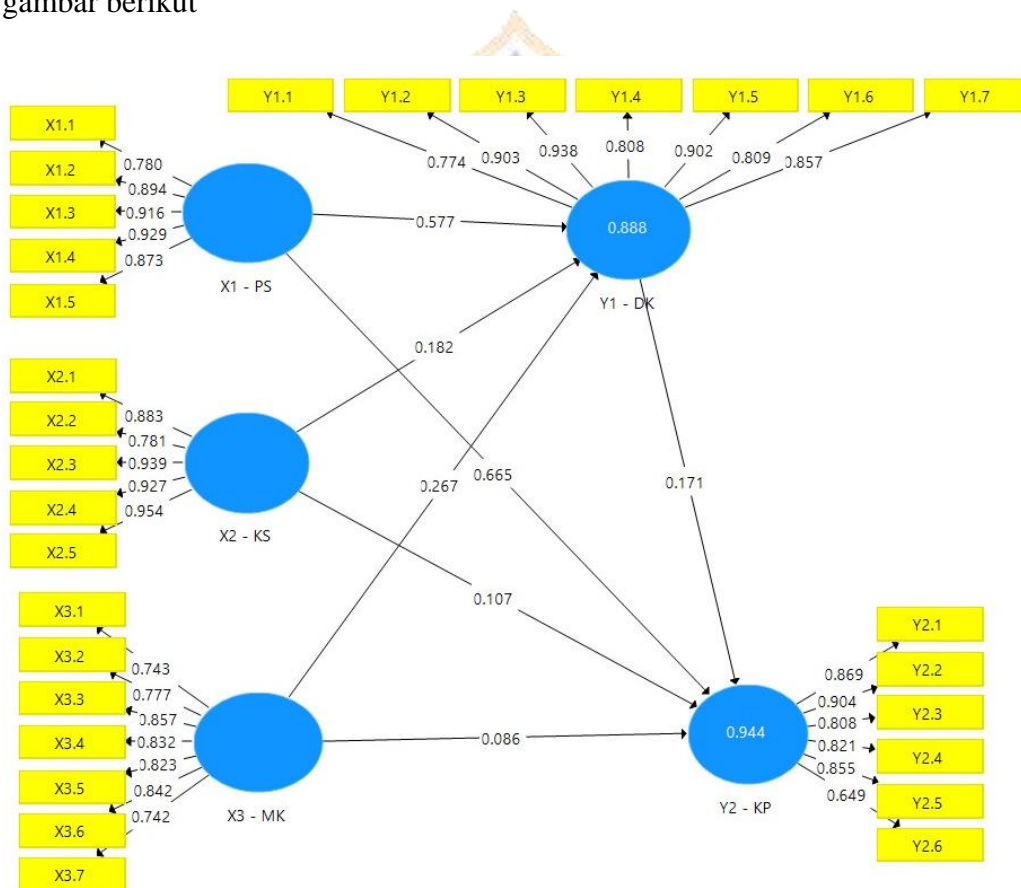 gambar berikut
Y1.1 Y1.2 Y1.3 Y1.4 Y1.5 Y1.6 Y1.7
0.774 0.903 0.938 0.808 0.902 0.809 0.857
X1.1
X1.2
X1.3
X1.4
X1.5
0.780
0.894
0.916
0.929
0.873
X1 - PS
0.577
0.888
Y1 - DK
0.182
X2.1
X2.2
X2.3
X2.4
X2.5
0.883
0.781
0.939
0.927
0.954
X2 - KS
0.267
0.665
0.171
0.107
X3.1
X3.2
X3.3
X3.4
X3.5
X3.6
X3.7
0.743
0.777
0.857
0.832
0.823
0.842
0.742
X3 - MK
0.086
0.944
Y2 - KP
0.869
0.904
0.808
0.821
0.855
0.649
Y2.1
Y2.2
Y2.3
Y2.4
Y2.5
Y2.6